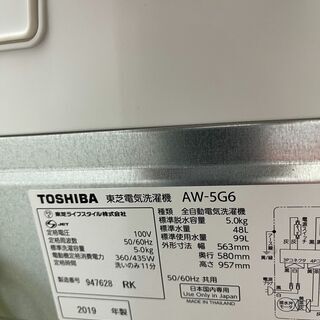 TOSHIBA 東芝電気洗濯機 AW-5G6
東芝ライフスタイル株式会社
JET
定格電圧 100V
定格周波数 50/60Hz
標準洗濯容量 5.0kg
電動機定格消費電力 360/435W
洗いのみ 11分
製造番号 947628 RK
2019 年製
種類 全自動電気洗濯機
標準脱水容量 5.0kg
標準水量 48L
標準使用水量 99L
外形寸法 幅 563mm
奥行 580mm
高さ 957mm
50/60Hz 共用
日本国内専用
Use Only in Japan
MADE IN THAILAND